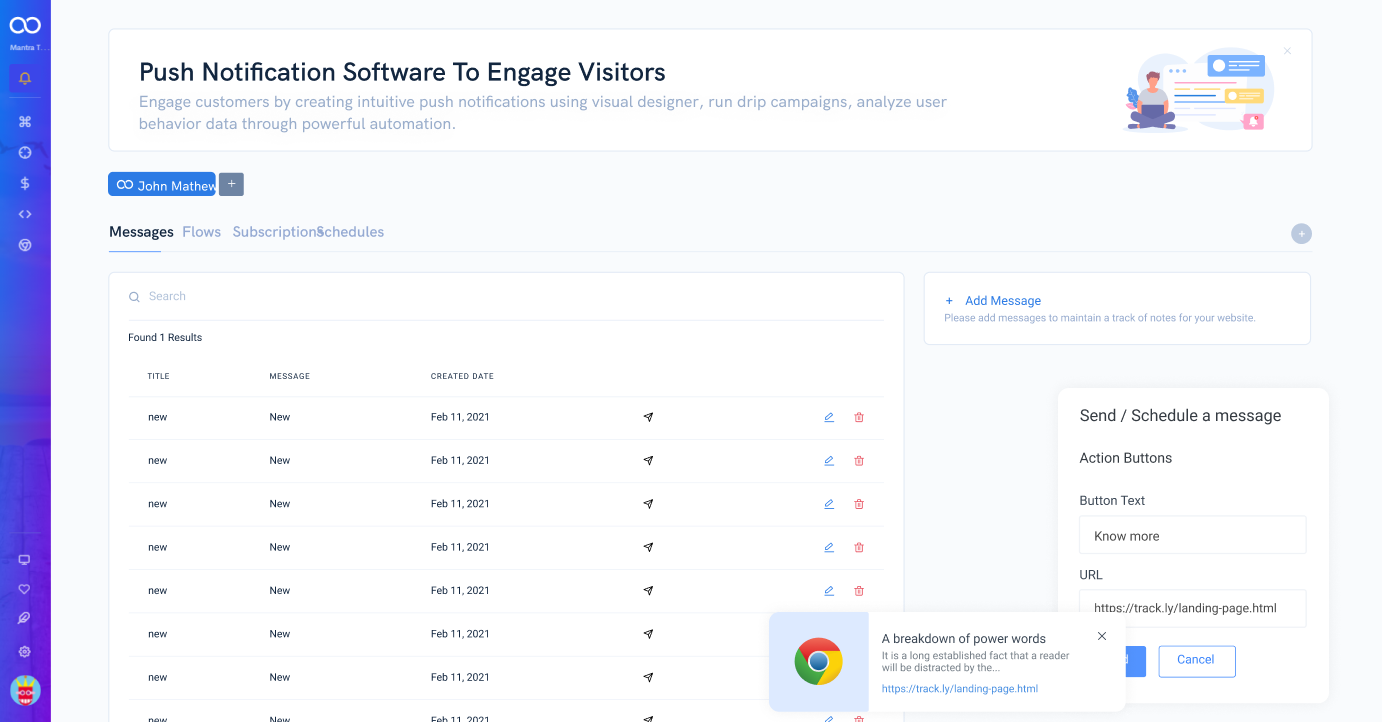 Mantra T...
Push Notification Software To Engage Visitors
Engage customers by creating intuitive push notifications using visual designer, run drip campaigns, analyze user
behavior data through powerful automation.
John Mathew
Messages Flows Subscriptions Schedules
Search
Found 1 Results
TITLE MESSAGE CREATED DATE
new New Feb 11, 2021
new New Feb 11, 2021
new New Feb 11, 2021
new New Feb 11, 2021
new New Feb 11, 2021
new New Feb 11, 2021
new New Feb 11, 2021
new New Feb 11, 2021
+ Add Message
Please add messages to maintain a track of notes for your website.
Send / Schedule a message
Action Buttons
Button Text
Know more
URL
https://track.ly/landing-page.html
Cancel
A breakdown of power words
It is a long established fact that a reader
will be distracted by the...
https://track.ly/landing-page.html